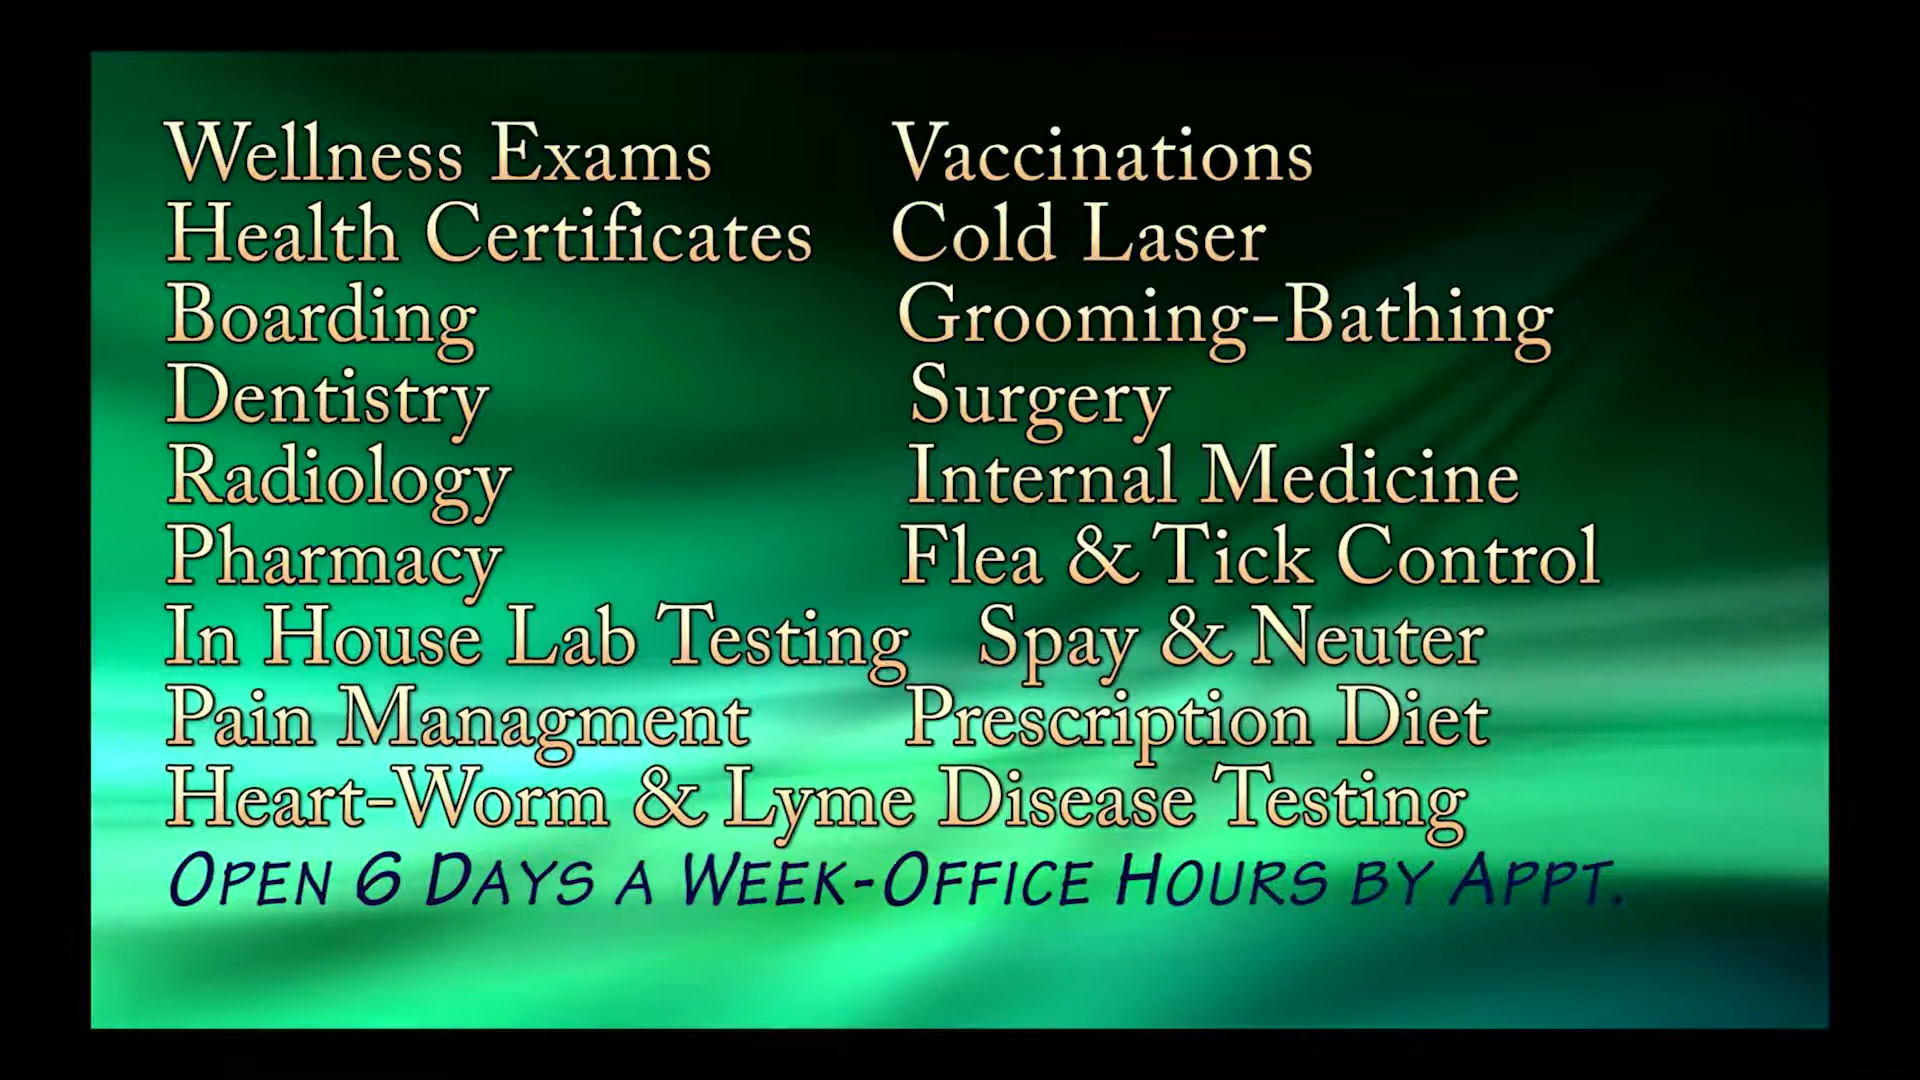 Wellness Exams Vaccinations
Health Certificates Cold Laser
Boarding Grooming-Bathing
Dentistry Surgery
Radiology Internal Medicine
Pharmacy Flea & Tick Control
In House Lab Testing Spay & Neuter
Pain Managment Prescription Diet
Heart-Worm & Lyme Disease Testing
OPEN 6 DAYS A WEEK-OFFICE HOURS BY APPT.